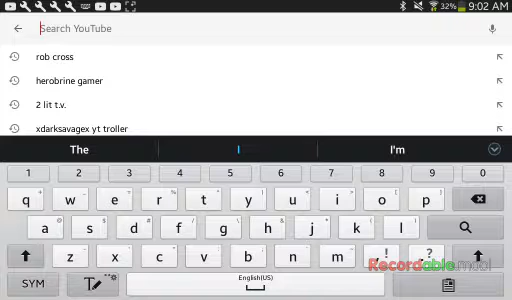 32% 9:02 AM
Search YouTube
rob cross
herobrine gamer
2 lit t.v.
xdarksavagex yt troller
The I I'm
1 2 3 4 5 6 7 8 9 0
q w e r t y u i o p
a s d f g h j k l
z x c v b n m , ! . ?
Recordable.mobi
SYM English(US)